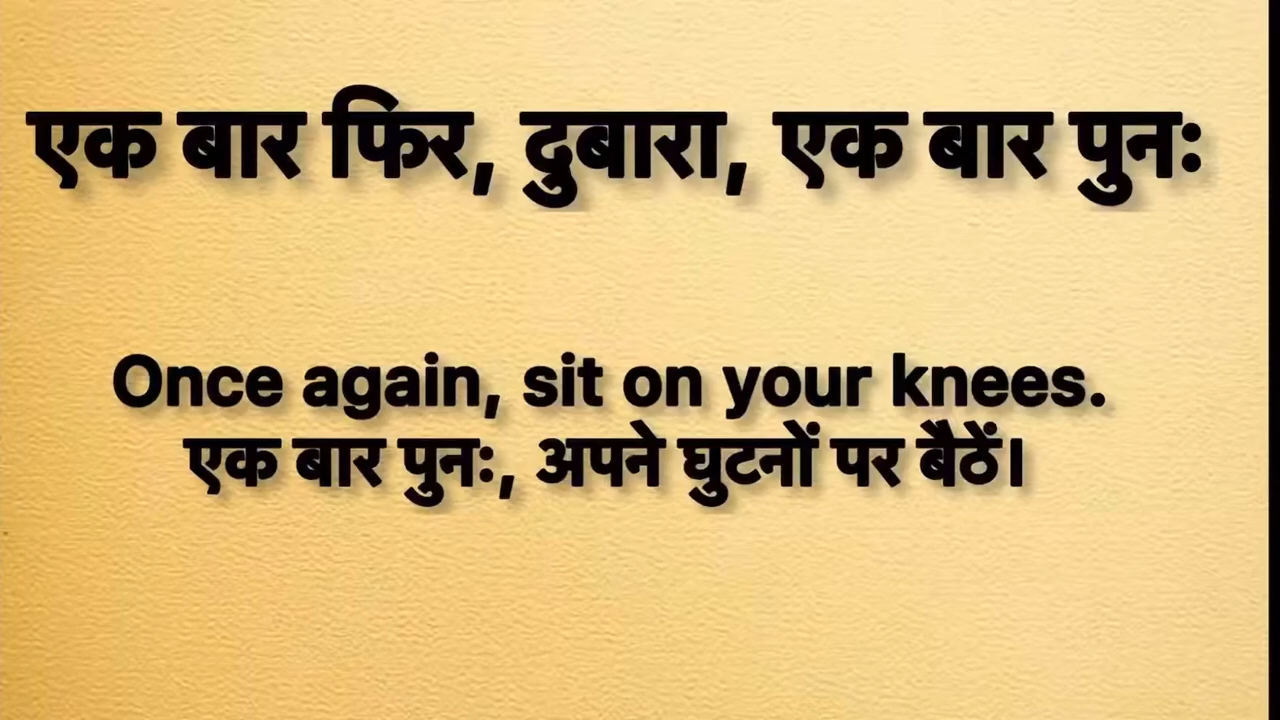 एक बार फिर, दुबारा, एक बार पुनः
Once again, sit on your knees.
एक बार पुनः, अपने घुटनों पर बैठें।